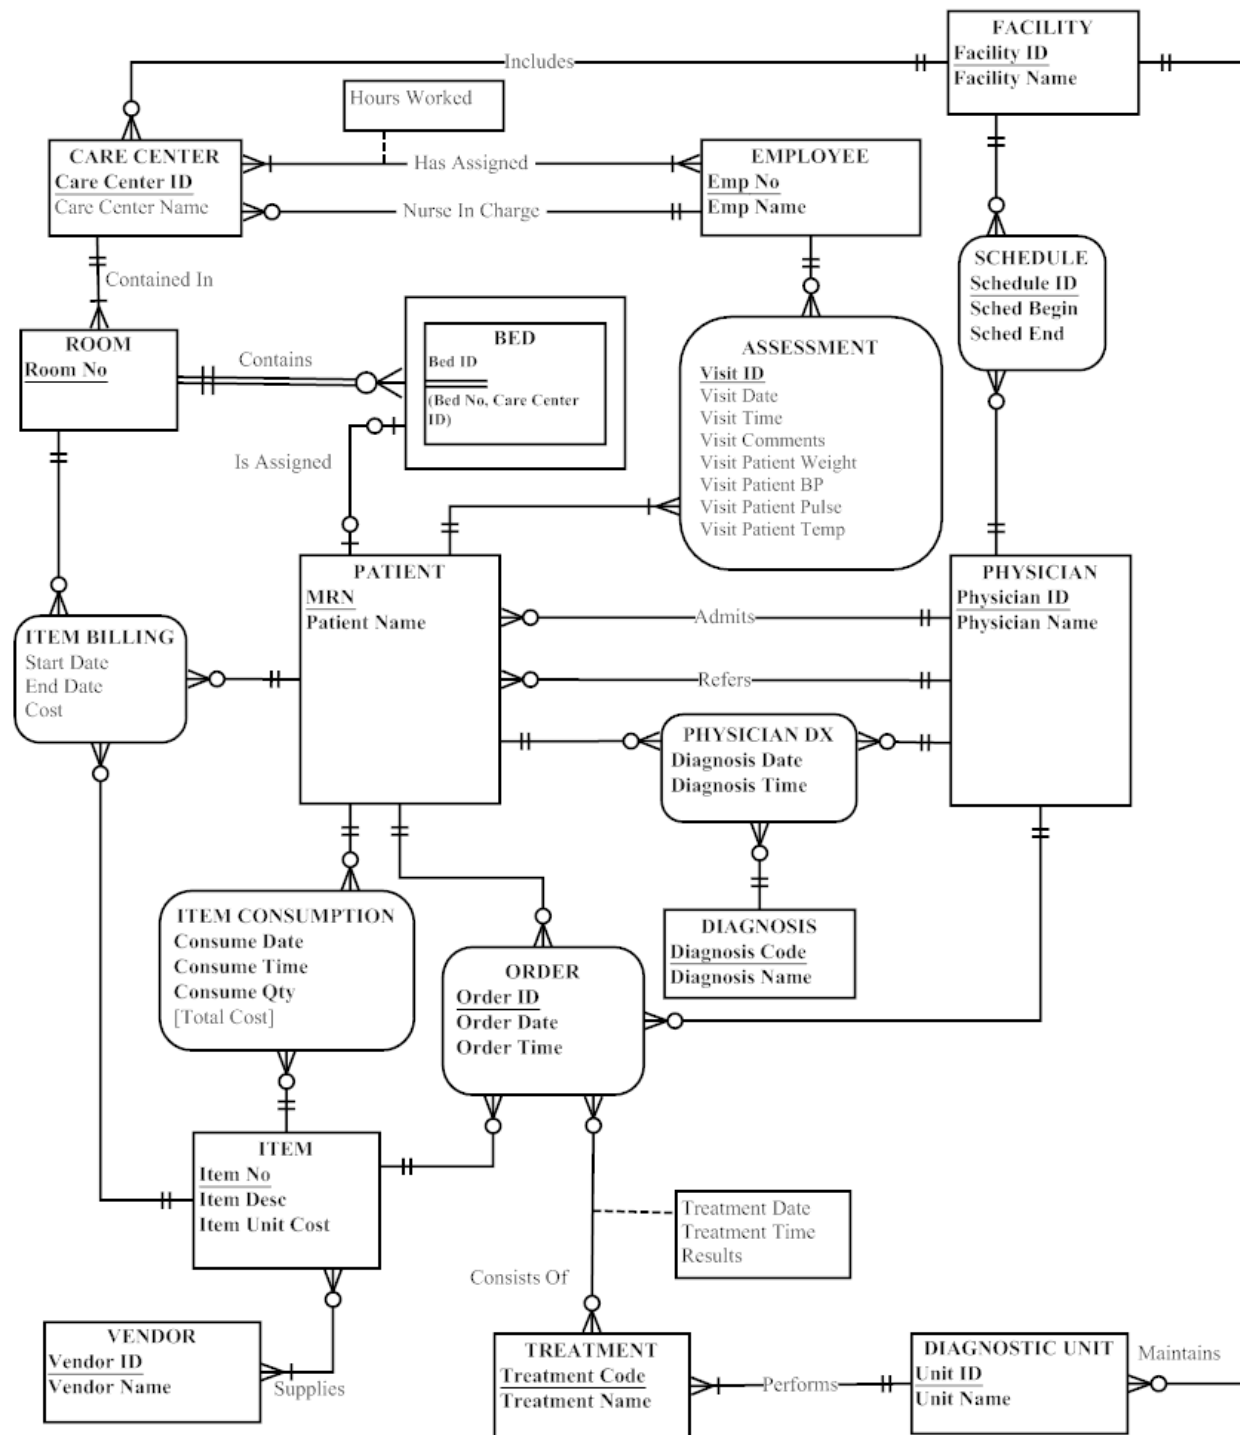 FACILITY
Facility ID
Facility Name
Includes
Hours Worked
CARE CENTER
Care Center ID
Care Center Name
Has Assigned
Nurse In Charge
EMPLOYEE
Emp No
Emp Name
SCHEDULE
Schedule ID
Sched Begin
Sched End
Contained In
ROOM
Room No
Contains
BED
Bed ID
(Bed No, Care Center
ID)
Is Assigned
ASSESSMENT
Visit ID
Visit Date
Visit Time
Visit Comments
Visit Patient Weight
Visit Patient BP
Visit Patient Pulse
Visit Patient Temp
PATIENT
MRN
Patient Name
Admits
Refers
PHYSICIAN
Physician ID
Physician Name
ITEM BILLING
Start Date
End Date
Cost
PHYSICIAN DX
Diagnosis Date
Diagnosis Time
DIAGNOSIS
Diagnosis Code
Diagnosis Name
ITEM CONSUMPTION
Consume Date
Consume Time
Consume Qty
[Total Cost]
ORDER
Order ID
Order Date
Order Time
ITEM
Item No
Item Desc
Item Unit Cost
Treatment Date
Treatment Time
Results
Consists Of
VENDOR
Vendor ID
Vendor Name
Supplies
TREATMENT
Treatment Code
Treatment Name
Performs
DIAGNOSTIC UNIT
Unit ID
Unit Name
Maintains